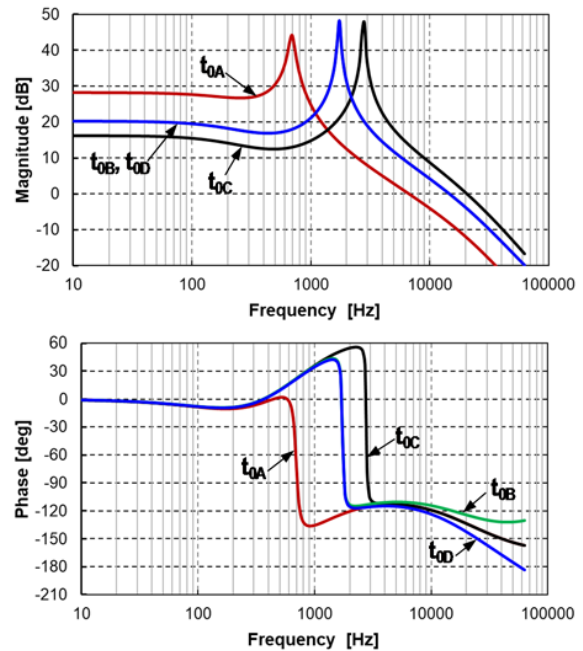 50
40
30
20
10
0
-10
-20
Magnitude [dB]
t0A
t0B, t0D
t0C
10 100 1000 10000 100000
Frequency [Hz]
60
30
0
-30
-60
-90
-120
-150
-180
-210
Phase [deg]
t0A
t0C
t0B
t0D
10 100 1000 10000 100000
Frequency [Hz]